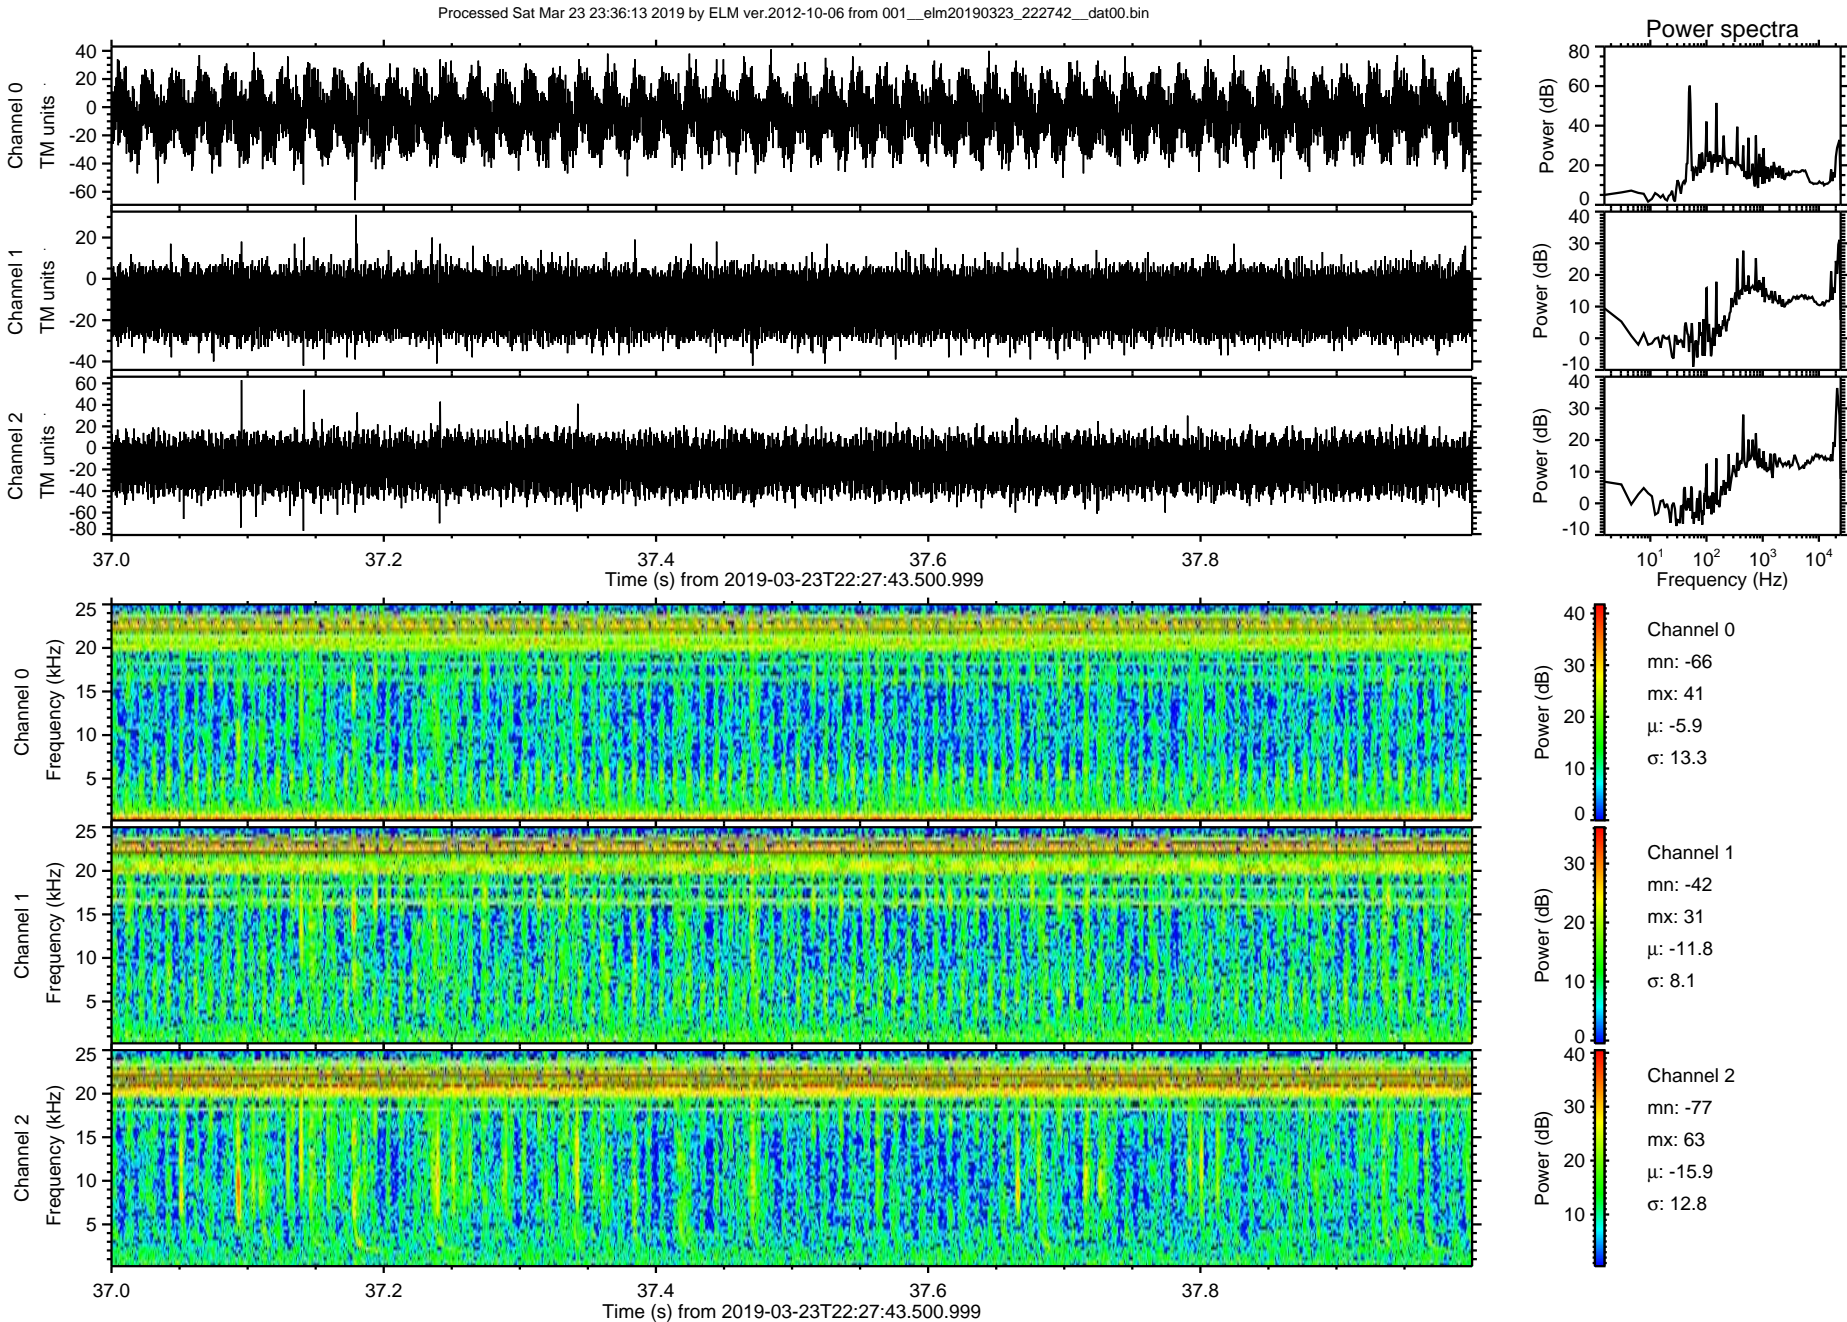 Processed Sat Mar 23 23:36:13 2019 by ELM ver.2012-10-06 from 001__elm20190323_222742__dat00.bin
Power spectra
Channel 0
TM units
40
20
0
-20
-40
-60
Power (dB)
80
60
40
20
0
Channel 1
TM units
20
0
-20
-40
Power (dB)
40
30
20
10
0
-10
Channel 2
TM units
60
40
20
0
-20
-40
-60
-80
Power (dB)
40
30
20
10
0
-10
37.0 37.2 37.4 37.6 37.8
Time (s) from 2019-03-23T22:27:43.500.999
10¹ 10² 10³ 10⁴
Frequency (Hz)
Channel 0
Frequency (kHz)
25
20
15
10
5
Power (dB)
40
30
20
10
0
Channel 0
mn: -66
mx: 41
µ: -5.9
σ: 13.3
Channel 1
Frequency (kHz)
25
20
15
10
5
Power (dB)
30
20
10
0
Channel 1
mn: -42
mx: 31
µ: -11.8
σ: 8.1
Channel 2
Frequency (kHz)
25
20
15
10
5
Power (dB)
40
30
20
10
Channel 2
mn: -77
mx: 63
µ: -15.9
σ: 12.8
37.0 37.2 37.4 37.6 37.8
Time (s) from 2019-03-23T22:27:43.500.999